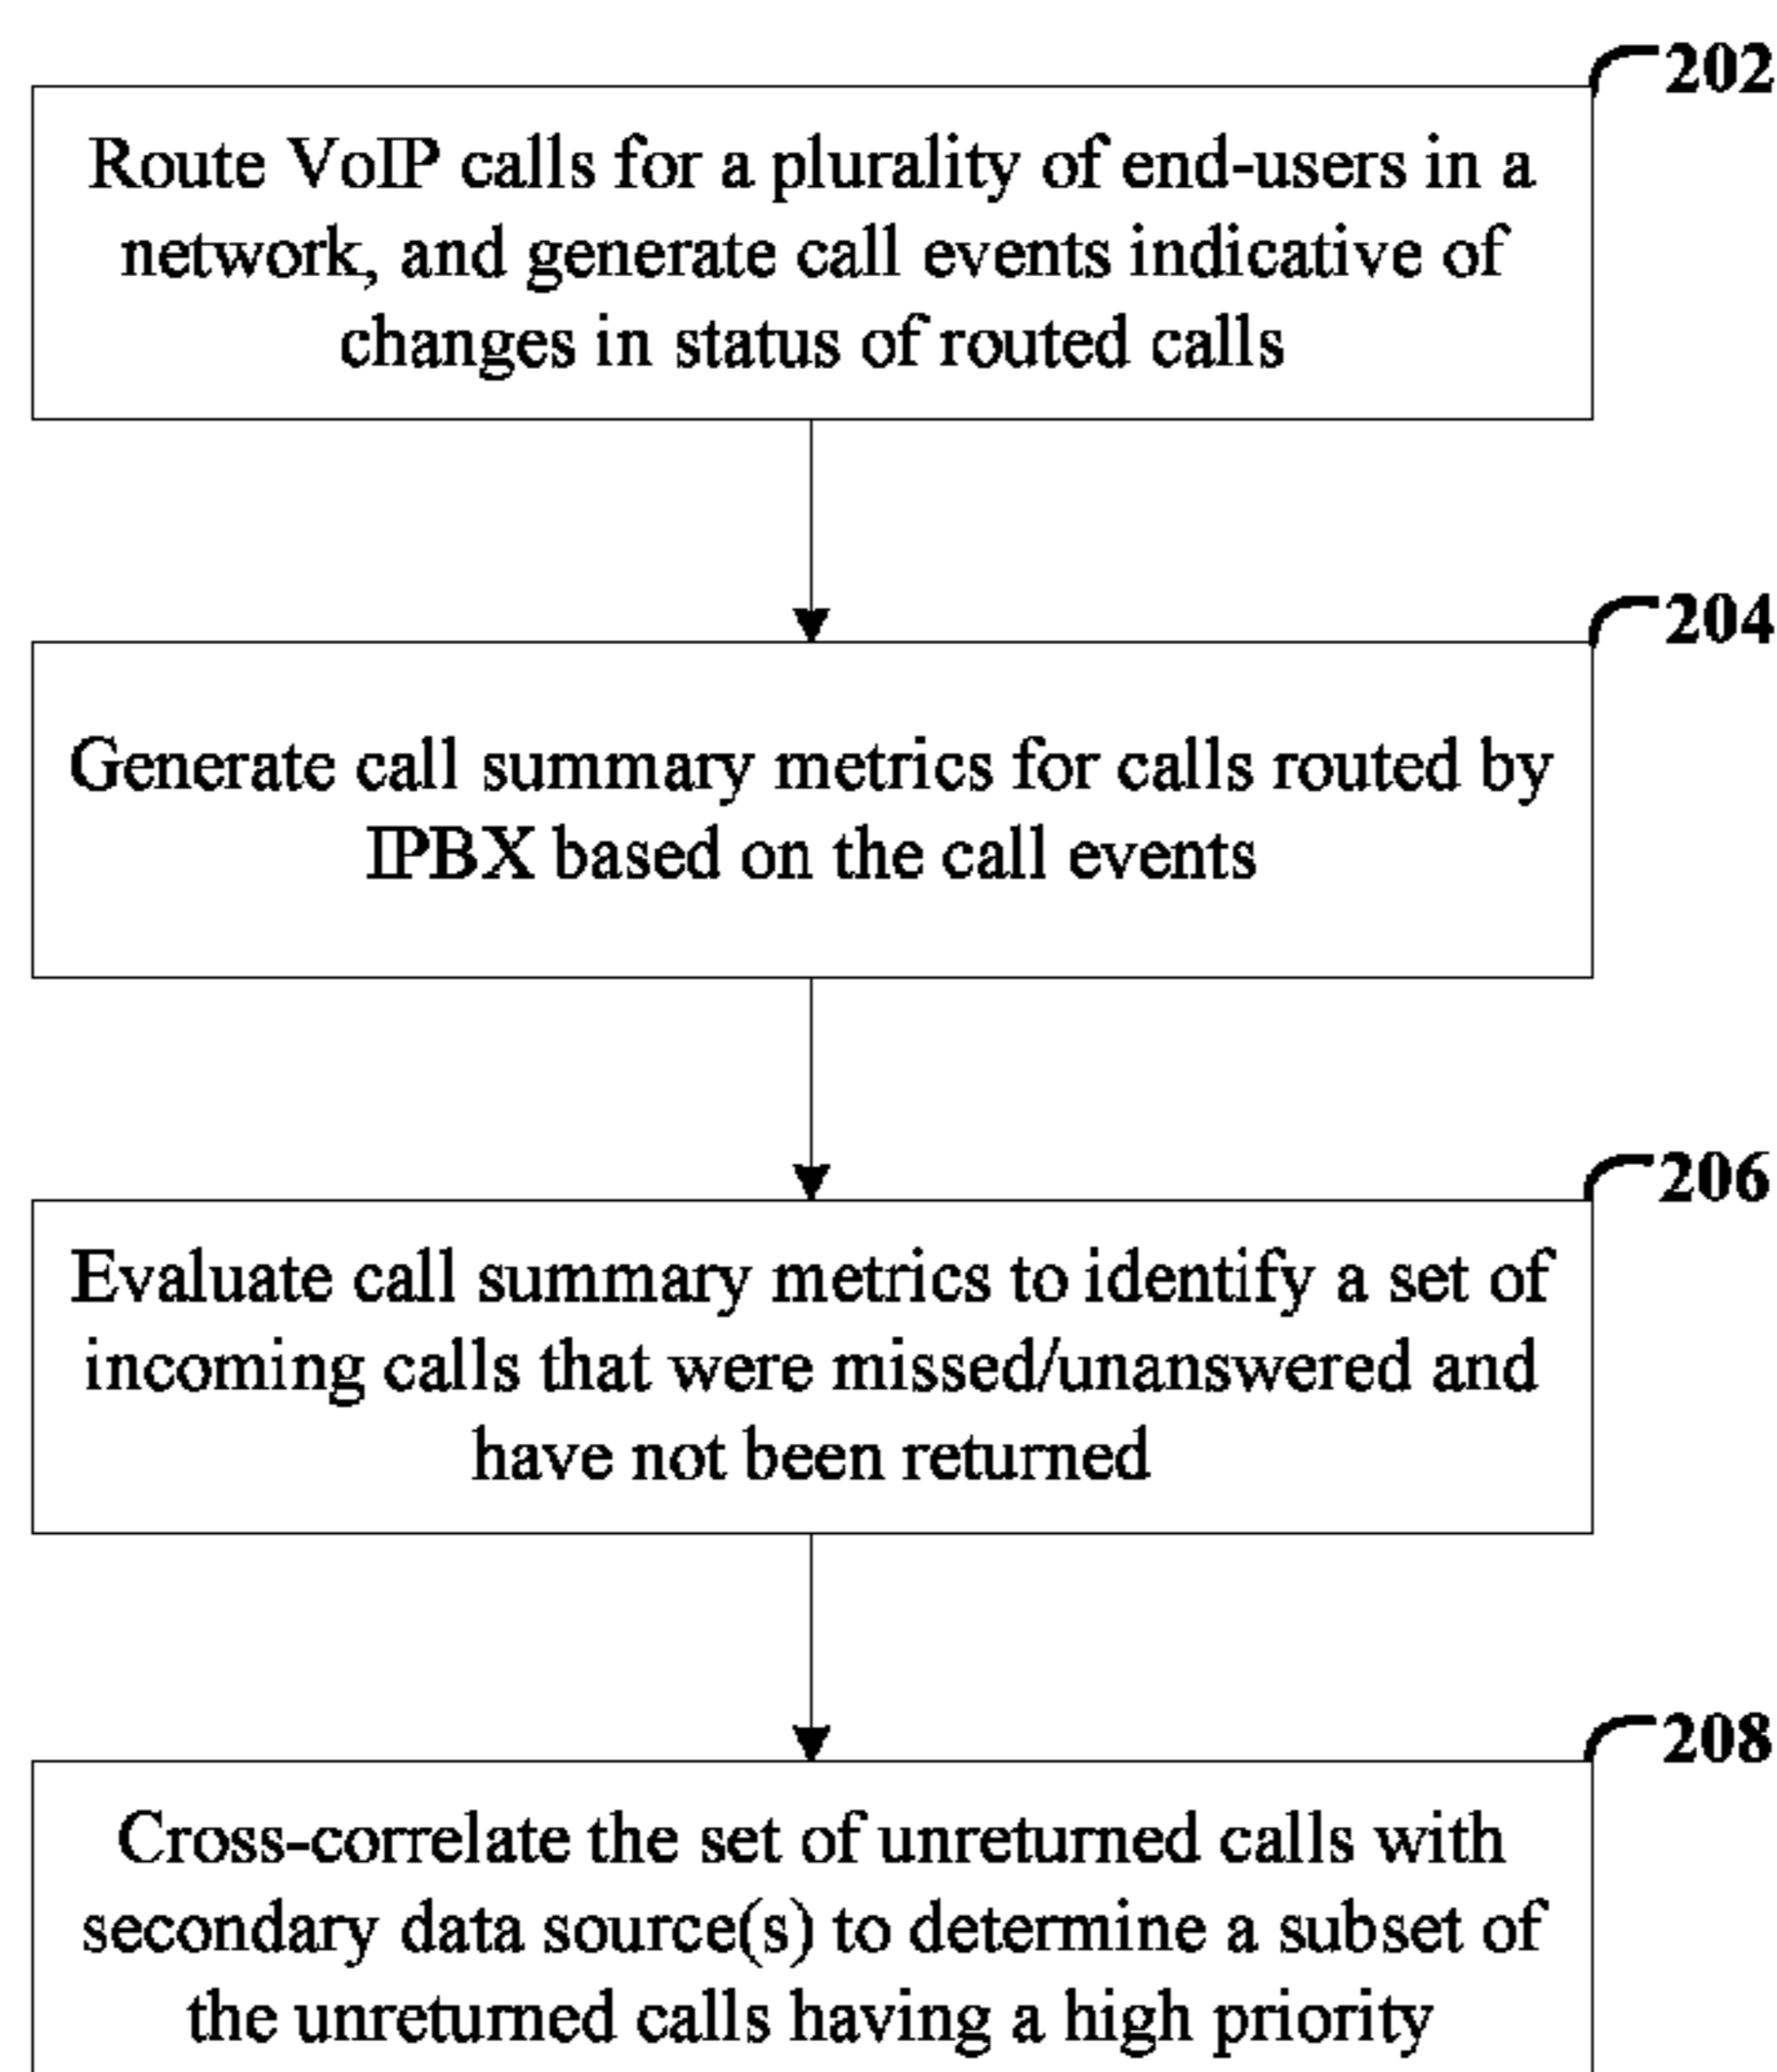 202
Route VoIP calls for a plurality of end-users in a
network, and generate call events indicative of
changes in status of routed calls
204
Generate call summary metrics for calls routed by
IPBX based on the call events
206
Evaluate call summary metrics to identify a set of
incoming calls that were missed/unanswered and
have not been returned
208
Cross-correlate the set of unreturned calls with
secondary data source(s) to determine a subset of
the unreturned calls having a high priority